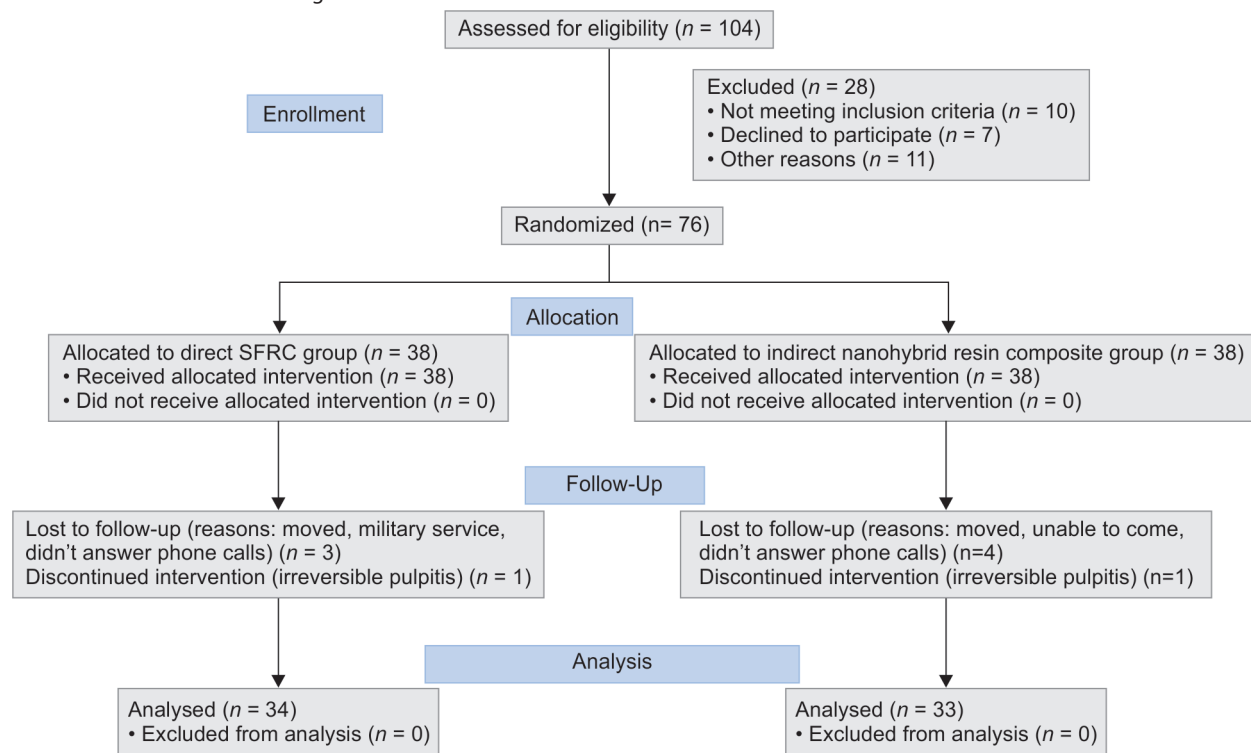 Assessed for eligibility (n = 104)
Excluded (n = 28)
• Not meeting inclusion criteria (n = 10)
• Declined to participate (n = 7)
• Other reasons (n = 11)
Enrollment
Randomized (n= 76)
Allocation
Allocated to direct SFRC group (n = 38)
• Received allocated intervention (n = 38)
• Did not receive allocated intervention (n = 0)
Allocated to indirect nanohybrid resin composite group (n = 38)
• Received allocated intervention (n = 38)
• Did not receive allocated intervention (n = 0)
Follow-Up
Lost to follow-up (reasons: moved, military service,
didn't answer phone calls) (n = 3)
Discontinued intervention (irreversible pulpitis) (n = 1)
Lost to follow-up (reasons: moved, unable to come,
didn't answer phone calls) (n=4)
Discontinued intervention (irreversible pulpitis) (n=1)
Analysis
Analysed (n = 34)
• Excluded from analysis (n = 0)
Analysed (n = 33)
• Excluded from analysis (n = 0)